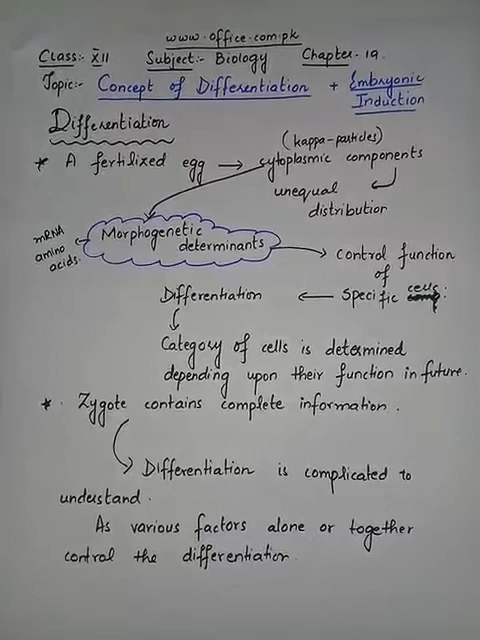 www.office.com.pk
Class:- XII Subject:- Biology Chapter-19.
Topic:- Concept of Differentiation + Embryonic
Induction
Differentiation
(kappa-particles)
* A fertilized egg → cytoplasmic components
unequal
distribution
Morphogenetic
determinants
mRNA
amino
acids.
control function
of
Differentiation ← specific cells:
Category of cells is determined
depending upon their function in future.
* . Zygote contains complete information.
Differentiation is complicated to
understand.
As various factors alone or together
control the differentiation.